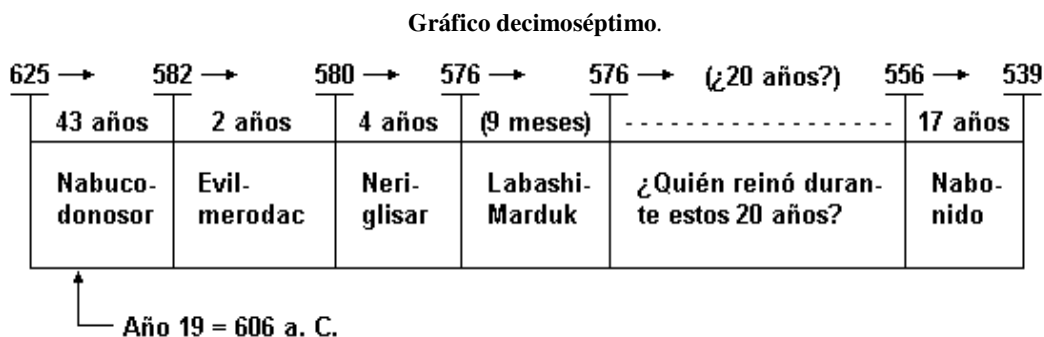 Gráfico decimoséptimo.
625 → 582 → 580 → 576 → 576 → (¿20 años?) 556 → 539
43 años 2 años 4 años (9 meses) - - - - - - - - - - - - - - - - - - 17 años
Nabuco- Evil- Neri- Labashi- ¿Quién reinó duran- Nabo-
donosor merodac glisar Marduk te estos 20 años? nido
Año 19 = 606 a. C.